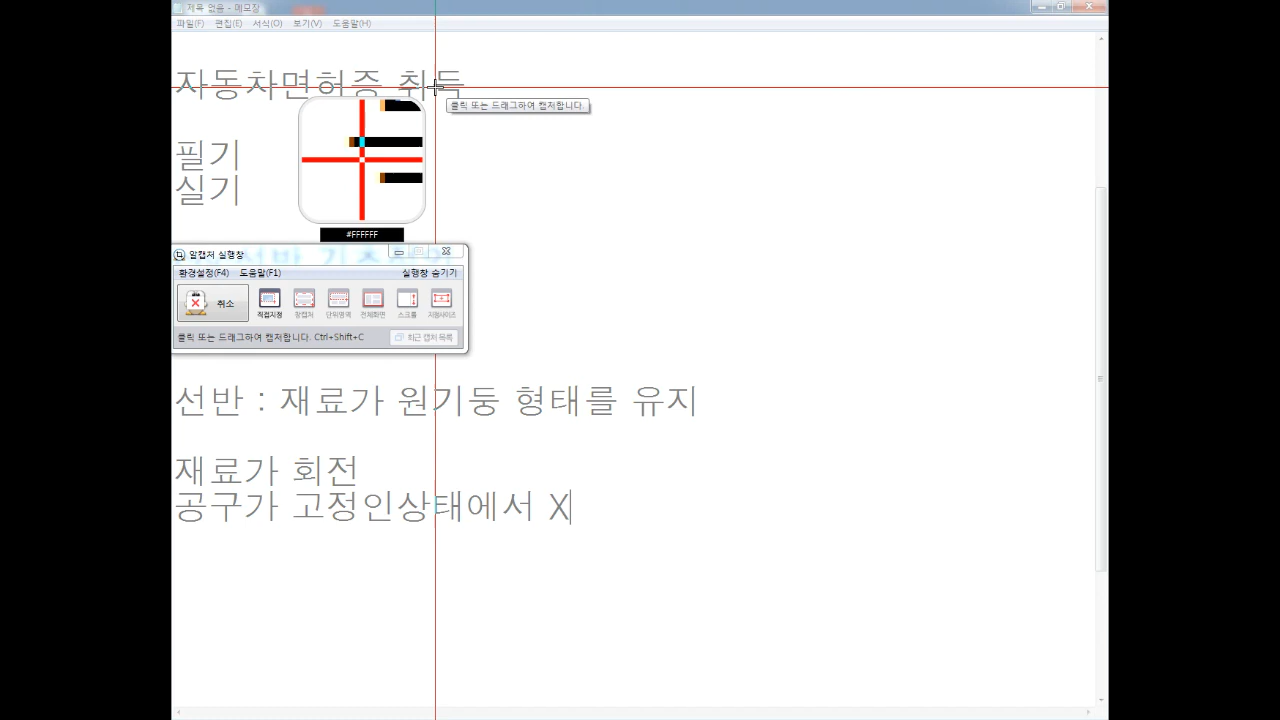 제목 없음 - 메모장
파일(F) 편집(E) 서식(O) 보기(V) 도움말(H)
자동차면허증 취득
클릭 또는 드래그하여 캡처합니다.
필기
실기
#FFFFFF
알캡처 실행창
환경설정(F4) 도움말(F1) 실행창 숨기기
취소 직접지정 창캡처 단위영역 전체화면 스크롤 지정사이즈
클릭 또는 드래그하여 캡처합니다. Ctrl+Shift+C 최근 캡처 목록
선반 : 재료가 원기둥 형태를 유지
재료가 회전
공구가 고정인상태에서 X